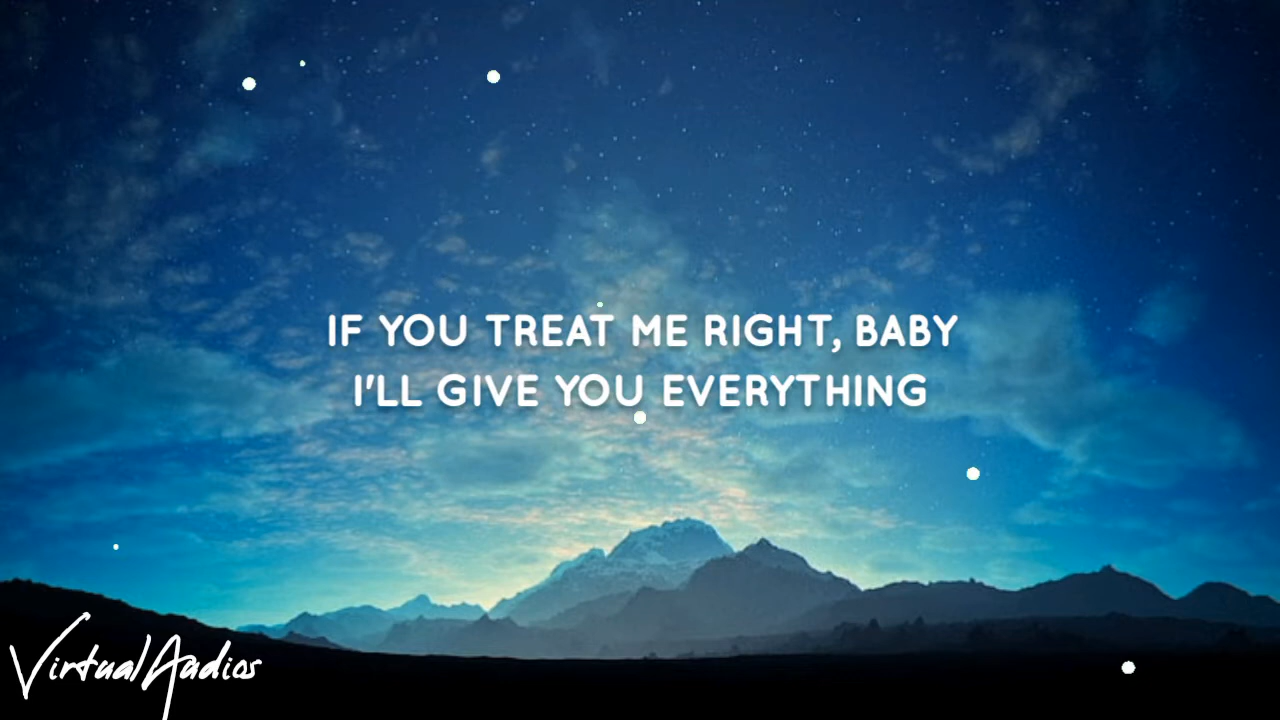 IF YOU TREAT ME RIGHT, BABY
I'LL GIVE YOU EVERYTHING
VirtualAudios